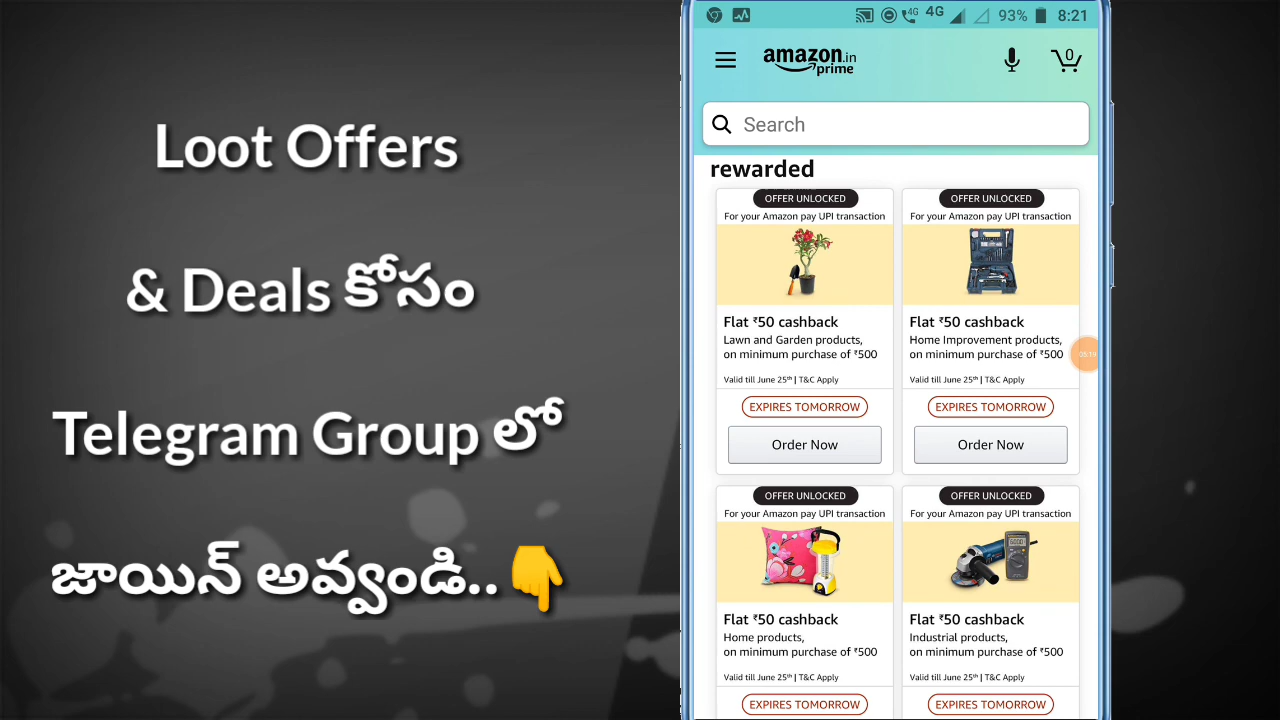 Loot Offers
& Deals కోసం
Telegram Group లో
జాయిన్ అవ్వండి..👇
4G 4G 93% 8:21
amazon.in
prime
0
Search
rewarded
OFFER UNLOCKED
For your Amazon pay UPI transaction
Flat ₹50 cashback
Lawn and Garden products,
on minimum purchase of ₹500
Valid till June 25th | T&C Apply
EXPIRES TOMORROW
Order Now
OFFER UNLOCKED
For your Amazon pay UPI transaction
Flat ₹50 cashback
Home Improvement products,
on minimum purchase of ₹500
Valid till June 25th | T&C Apply
EXPIRES TOMORROW
Order Now
05:14
OFFER UNLOCKED
For your Amazon pay UPI transaction
Flat ₹50 cashback
Home products,
on minimum purchase of ₹500
Valid till June 25th | T&C Apply
EXPIRES TOMORROW
OFFER UNLOCKED
For your Amazon pay UPI transaction
Flat ₹50 cashback
Industrial products,
on minimum purchase of ₹500
Valid till June 25th | T&C Apply
EXPIRES TOMORROW